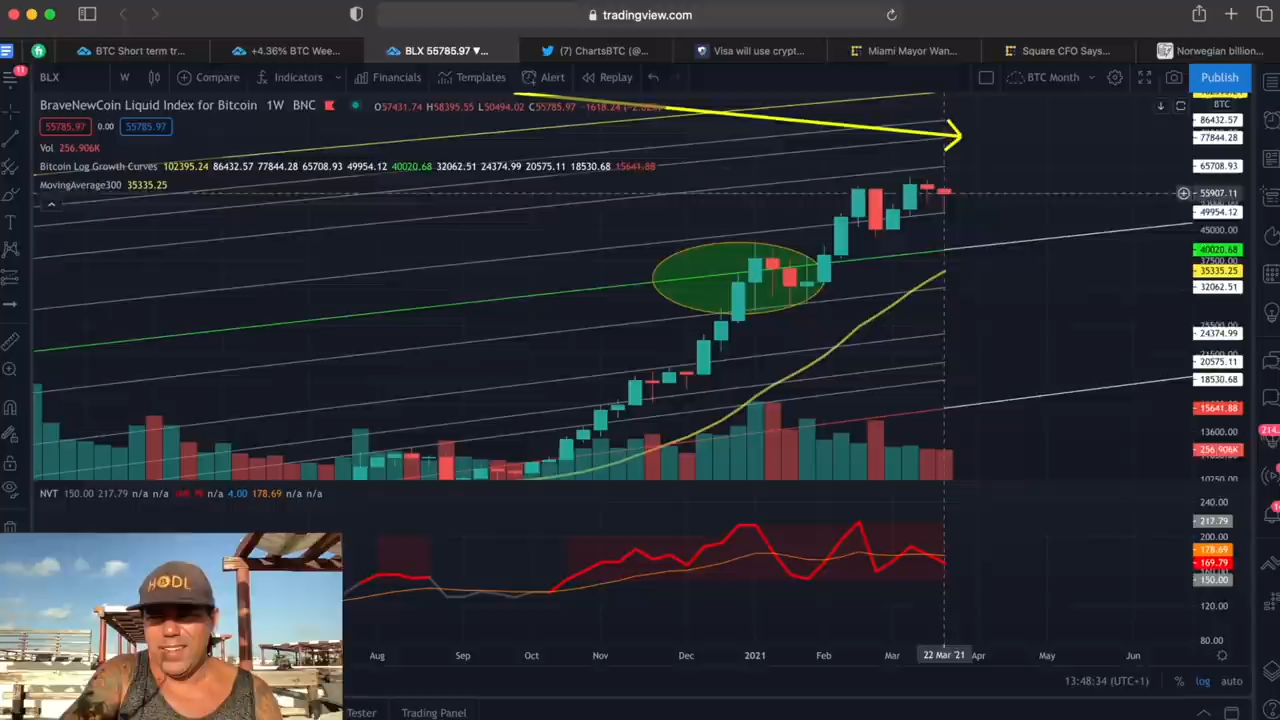 tradingview.com
BTC Short term tr...
+4.36% BTC Wee...
BLX 55785.97 ▼...
(7) ChartsBTC (@...
Visa will use crypt...
Miami Mayor Wan...
Square CFO Says...
Norwegian billion...
11
BLX
W
Compare
Indicators
Financials
Templates
Alert
Replay
BTC Month
Publish
BraveNewCoin Liquid Index for Bitcoin 1W BNC
O57431.74 H58395.55 L50494.02 C55785.97 -1618.24
BTC
55785.97 0.00 55785.97
Vol 256.906K
Bitcoin Log Growth Curves 102395.24 86432.57 77844.28 65708.93 49954.12 40020.68 32062.51 24374.99 20575.11 18530.68 15641.88
MovingAverage300 35335.25
86432.57
77844.28
65708.93
55907.11
49954.12
45000.00
40020.68
37500.00
35335.25
32062.51
24374.99
20575.11
18530.68
15641.88
13600.00
256.906K
10250.00
214...
NVT 150.00 217.79 n/a n/a n/a 4.00 178.69 n/a n/a
240.00
217.79
200.00
178.69
169.79
150.00
120.00
80.00
HODL
Aug Sep Oct Nov Dec 2021 Feb Mar 22 Mar '21 Apr May Jun
13:48:34 (UTC+1) % log auto
Tester Trading Panel